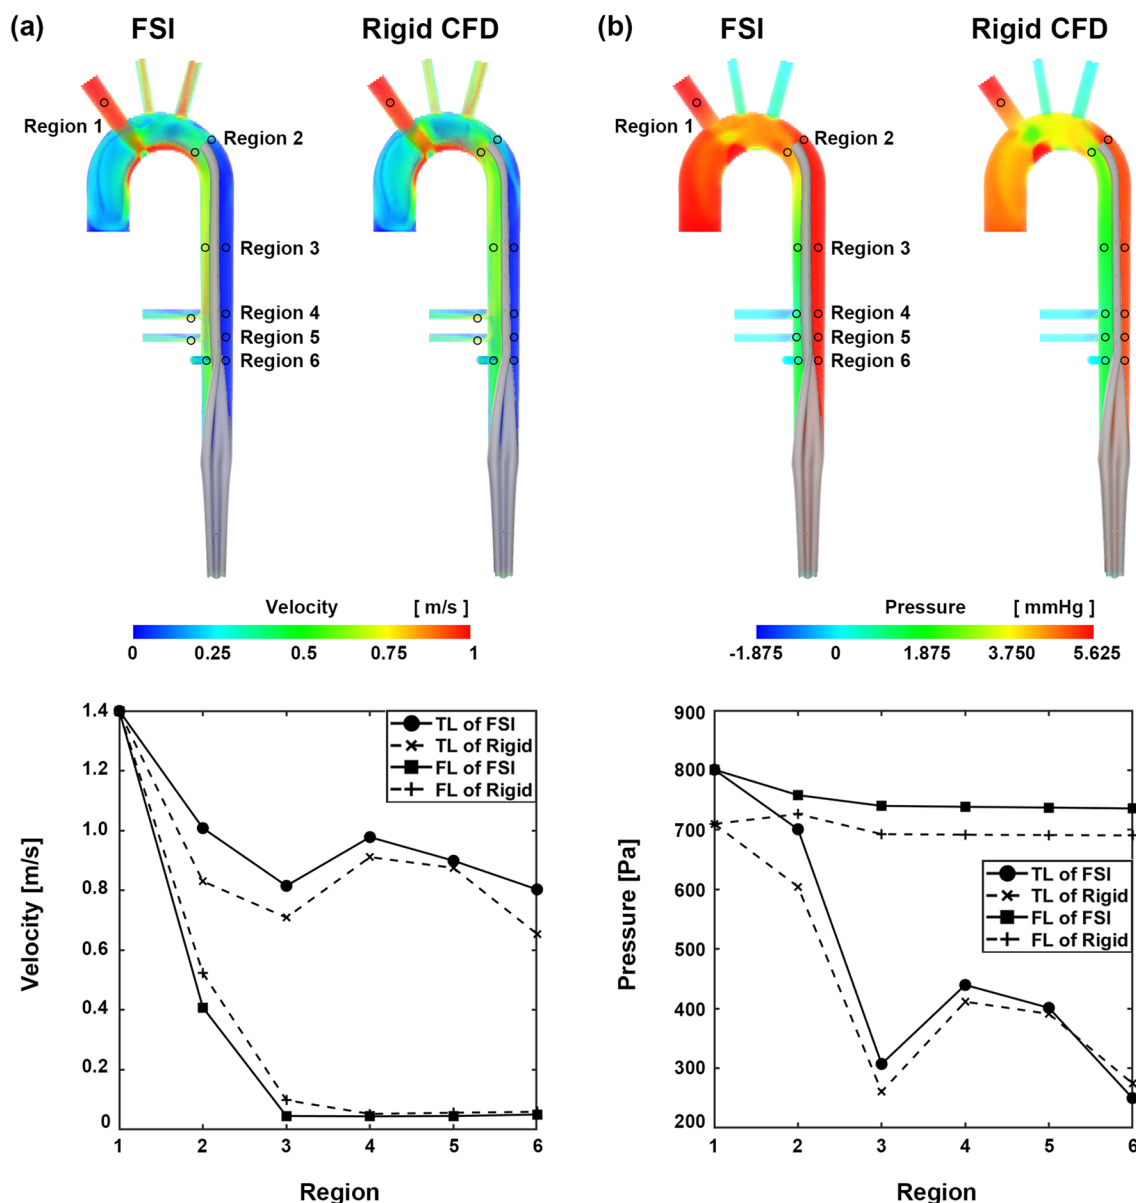 (a) FSI Rigid CFD
Region 1
Region 2
Region 3
Region 4
Region 5
Region 6
Velocity [ m/s ]
0 0.25 0.5 0.75 1
(b) FSI Rigid CFD
Region 1
Region 2
Region 3
Region 4
Region 5
Region 6
Pressure [ mmHg ]
-1.875 0 1.875 3.750 5.625
1.4
1.2
1.0
0.8
0.6
0.4
0.2
0
Velocity [m/s]
TL of FSI
TL of Rigid
FL of FSI
FL of Rigid
1 2 3 4 5 6
Region
900
800
700
600
500
400
300
200
Pressure [Pa]
TL of FSI
TL of Rigid
FL of FSI
FL of Rigid
1 2 3 4 5 6
Region